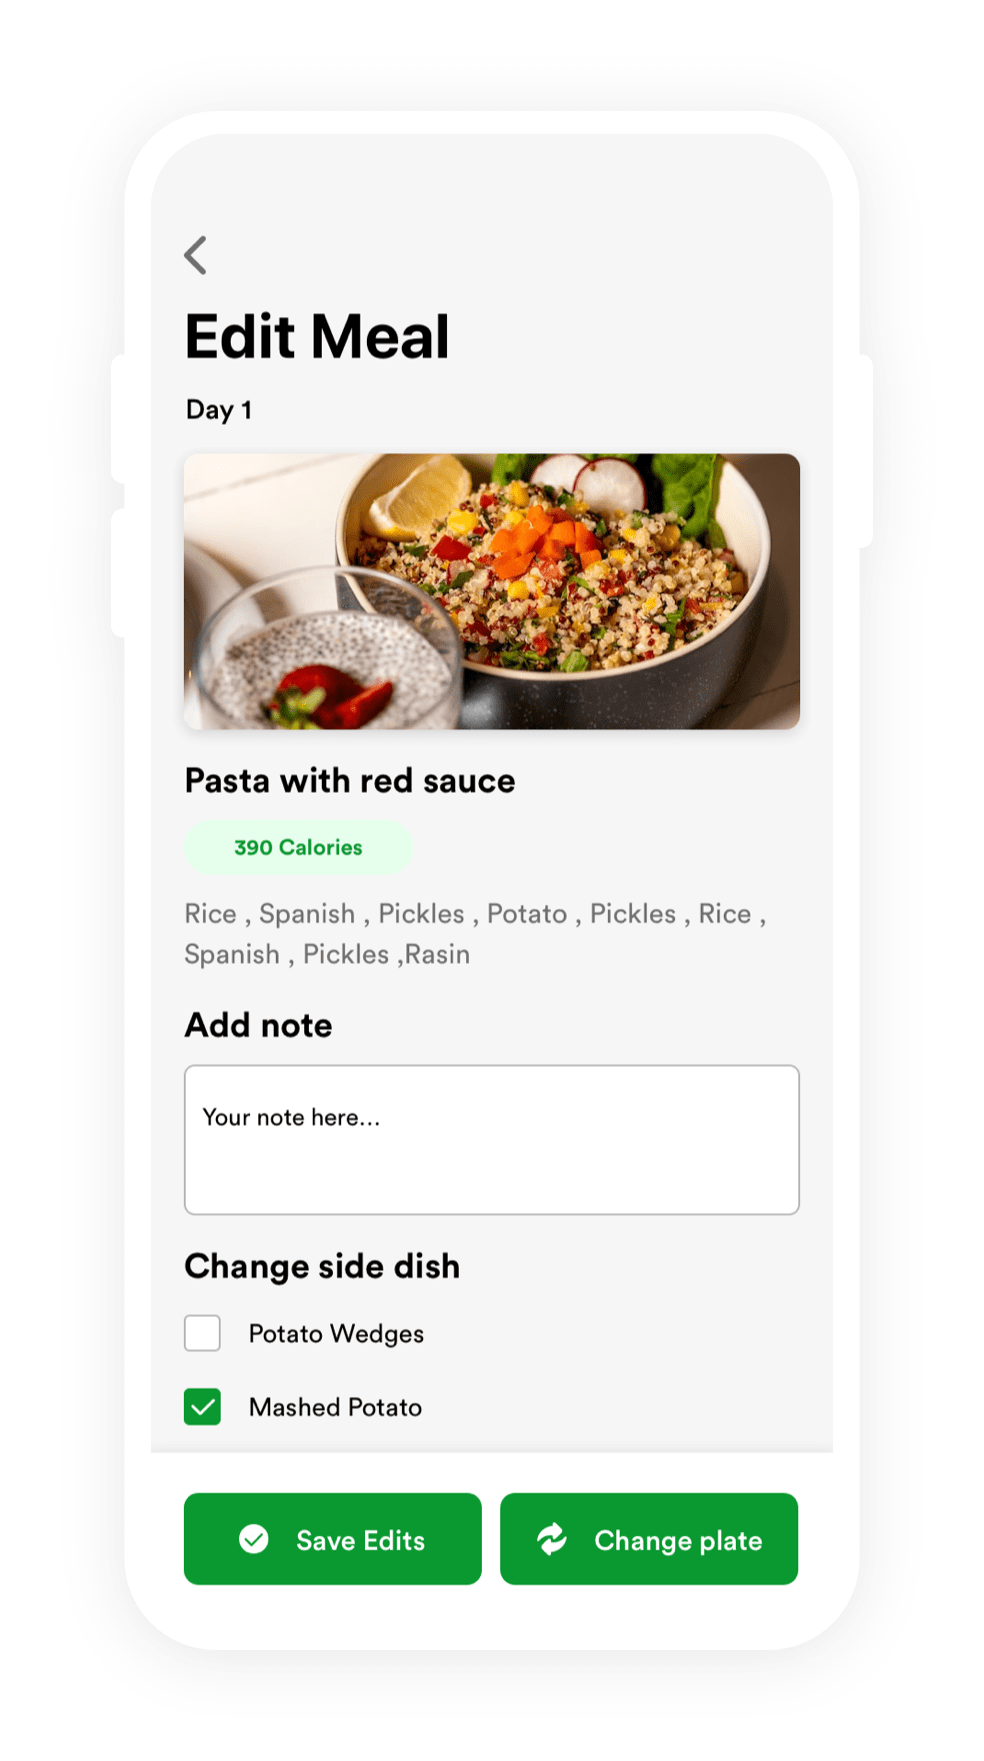 Edit Meal
Day 1
Pasta with red sauce
390 Calories
Rice , Spanish , Pickles , Potato , Pickles , Rice ,
Spanish , Pickles ,Rasin
Add note
Your note here...
Change side dish
Potato Wedges
Mashed Potato
Save Edits
Change plate